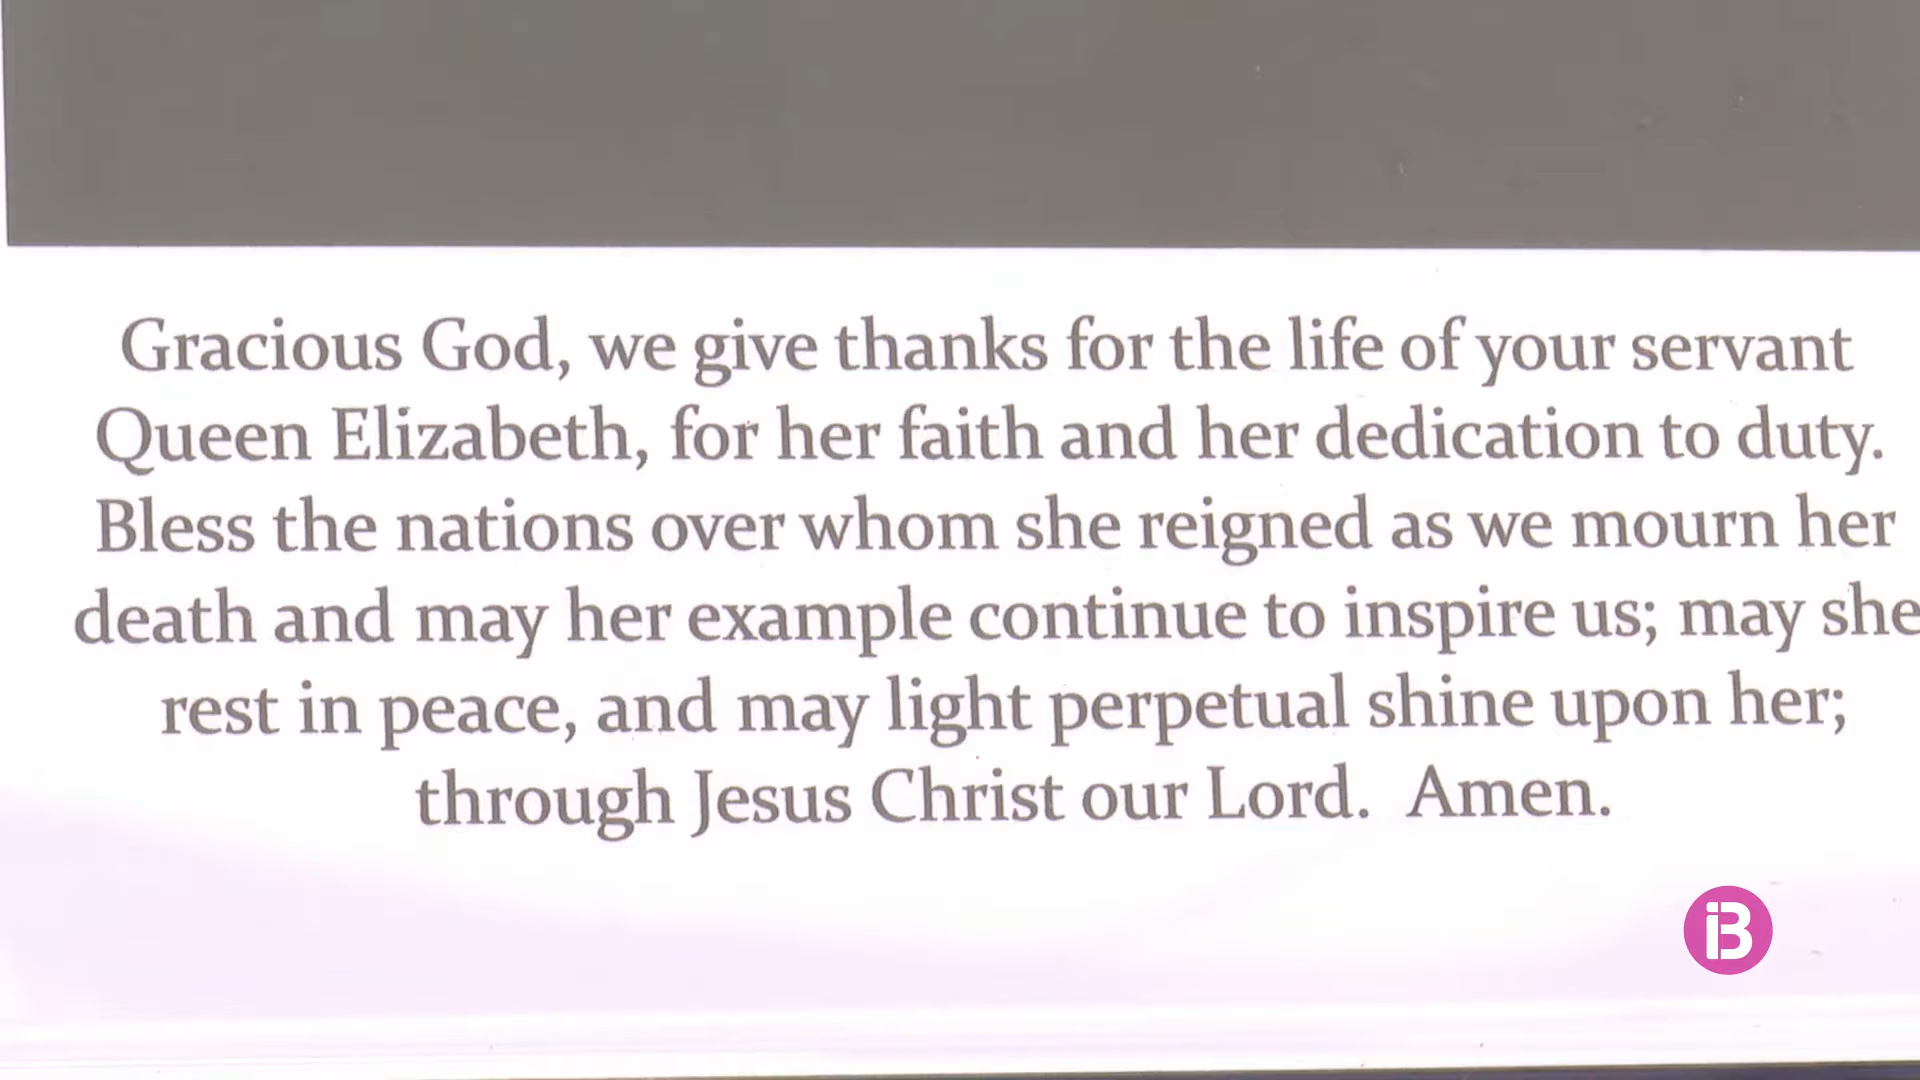 Gracious God, we give thanks for the life of your servant
Queen Elizabeth, for her faith and her dedication to duty.
Bless the nations over whom she reigned as we mourn her
death and may her example continue to inspire us; may she
rest in peace, and may light perpetual shine upon her;
through Jesus Christ our Lord. Amen.
iB